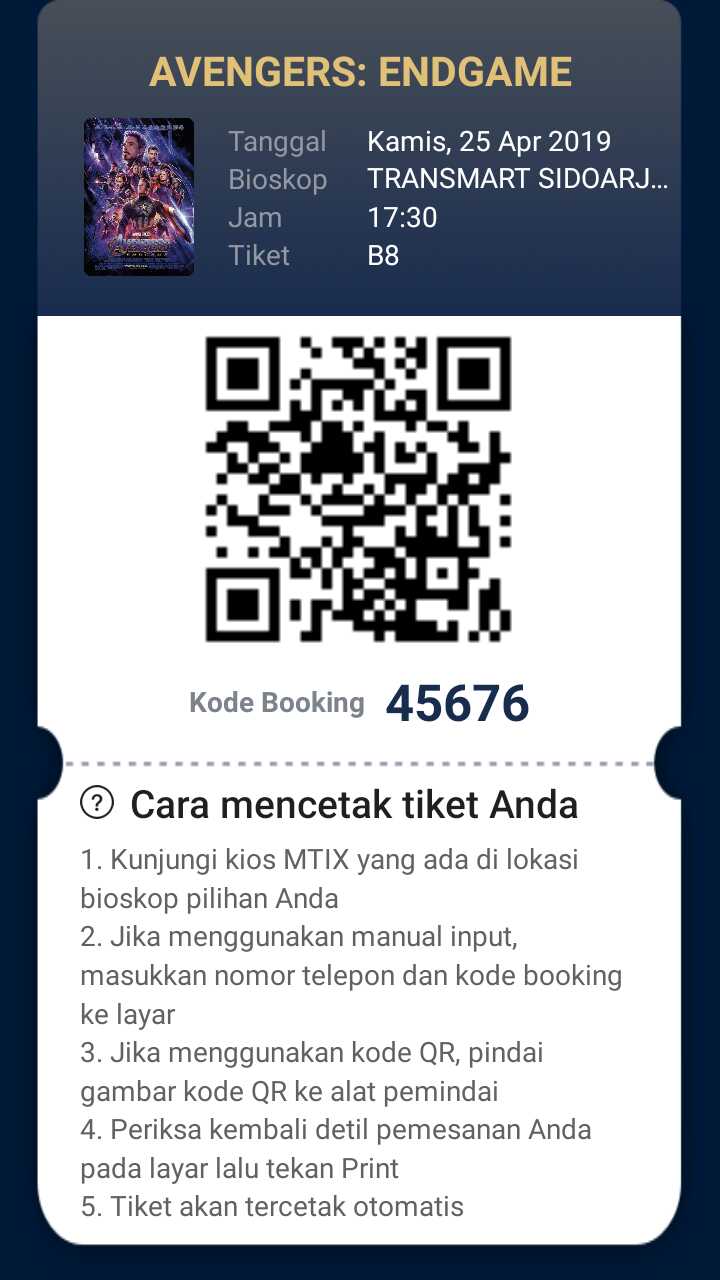 AVENGERS: ENDGAME
Tanggal Kamis, 25 Apr 2019
Bioskop TRANSMART SIDOARJ...
Jam 17:30
Tiket B8
AVENGERS
ENDGAME
Kode Booking 45676
? Cara mencetak tiket Anda
1. Kunjungi kios MTIX yang ada di lokasi
bioskop pilihan Anda
2. Jika menggunakan manual input,
masukkan nomor telepon dan kode booking
ke layar
3. Jika menggunakan kode QR, pindai
gambar kode QR ke alat pemindai
4. Periksa kembali detil pemesanan Anda
pada layar lalu tekan Print
5. Tiket akan tercetak otomatis